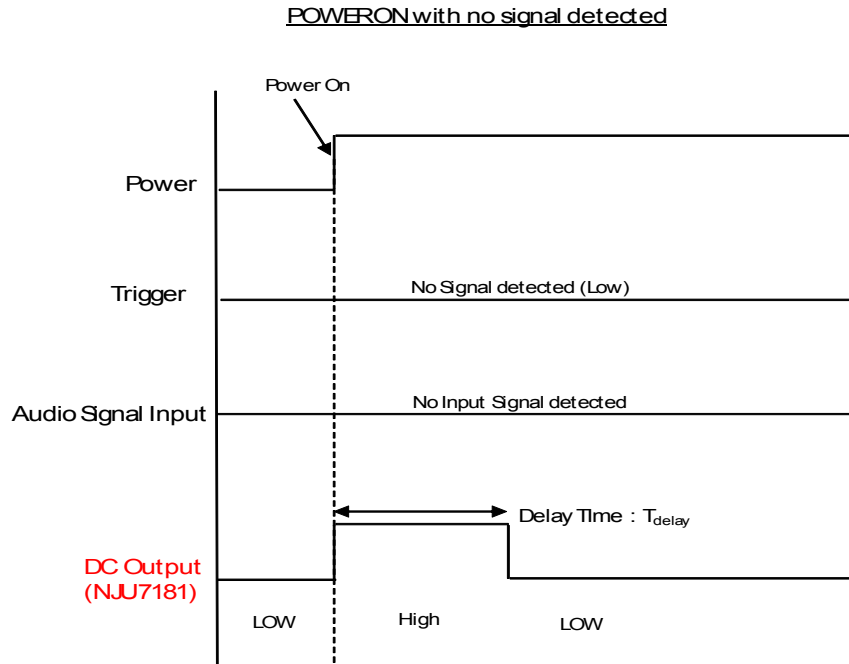 POWERON with no signal detected
Power On
Power
Trigger
No Signal detected (Low)
Audio Signal Input
No Input Signal detected
Delay TIme : Tdelay
DC Output
(NJU7181)
LOW
High
LOW